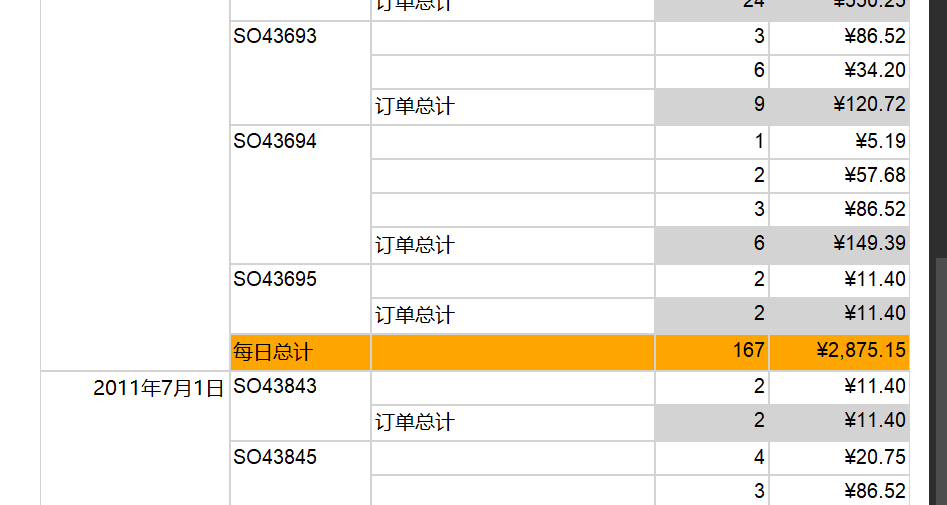 订单总计 24 ¥550.25
SO43693 3 ¥86.52
6 ¥34.20
订单总计 9 ¥120.72
SO43694 1 ¥5.19
2 ¥57.68
3 ¥86.52
订单总计 6 ¥149.39
SO43695 2 ¥11.40
订单总计 2 ¥11.40
每日总计 167 ¥2,875.15
2011年7月1日 SO43843 2 ¥11.40
订单总计 2 ¥11.40
SO43845 4 ¥20.75
3 ¥86.52